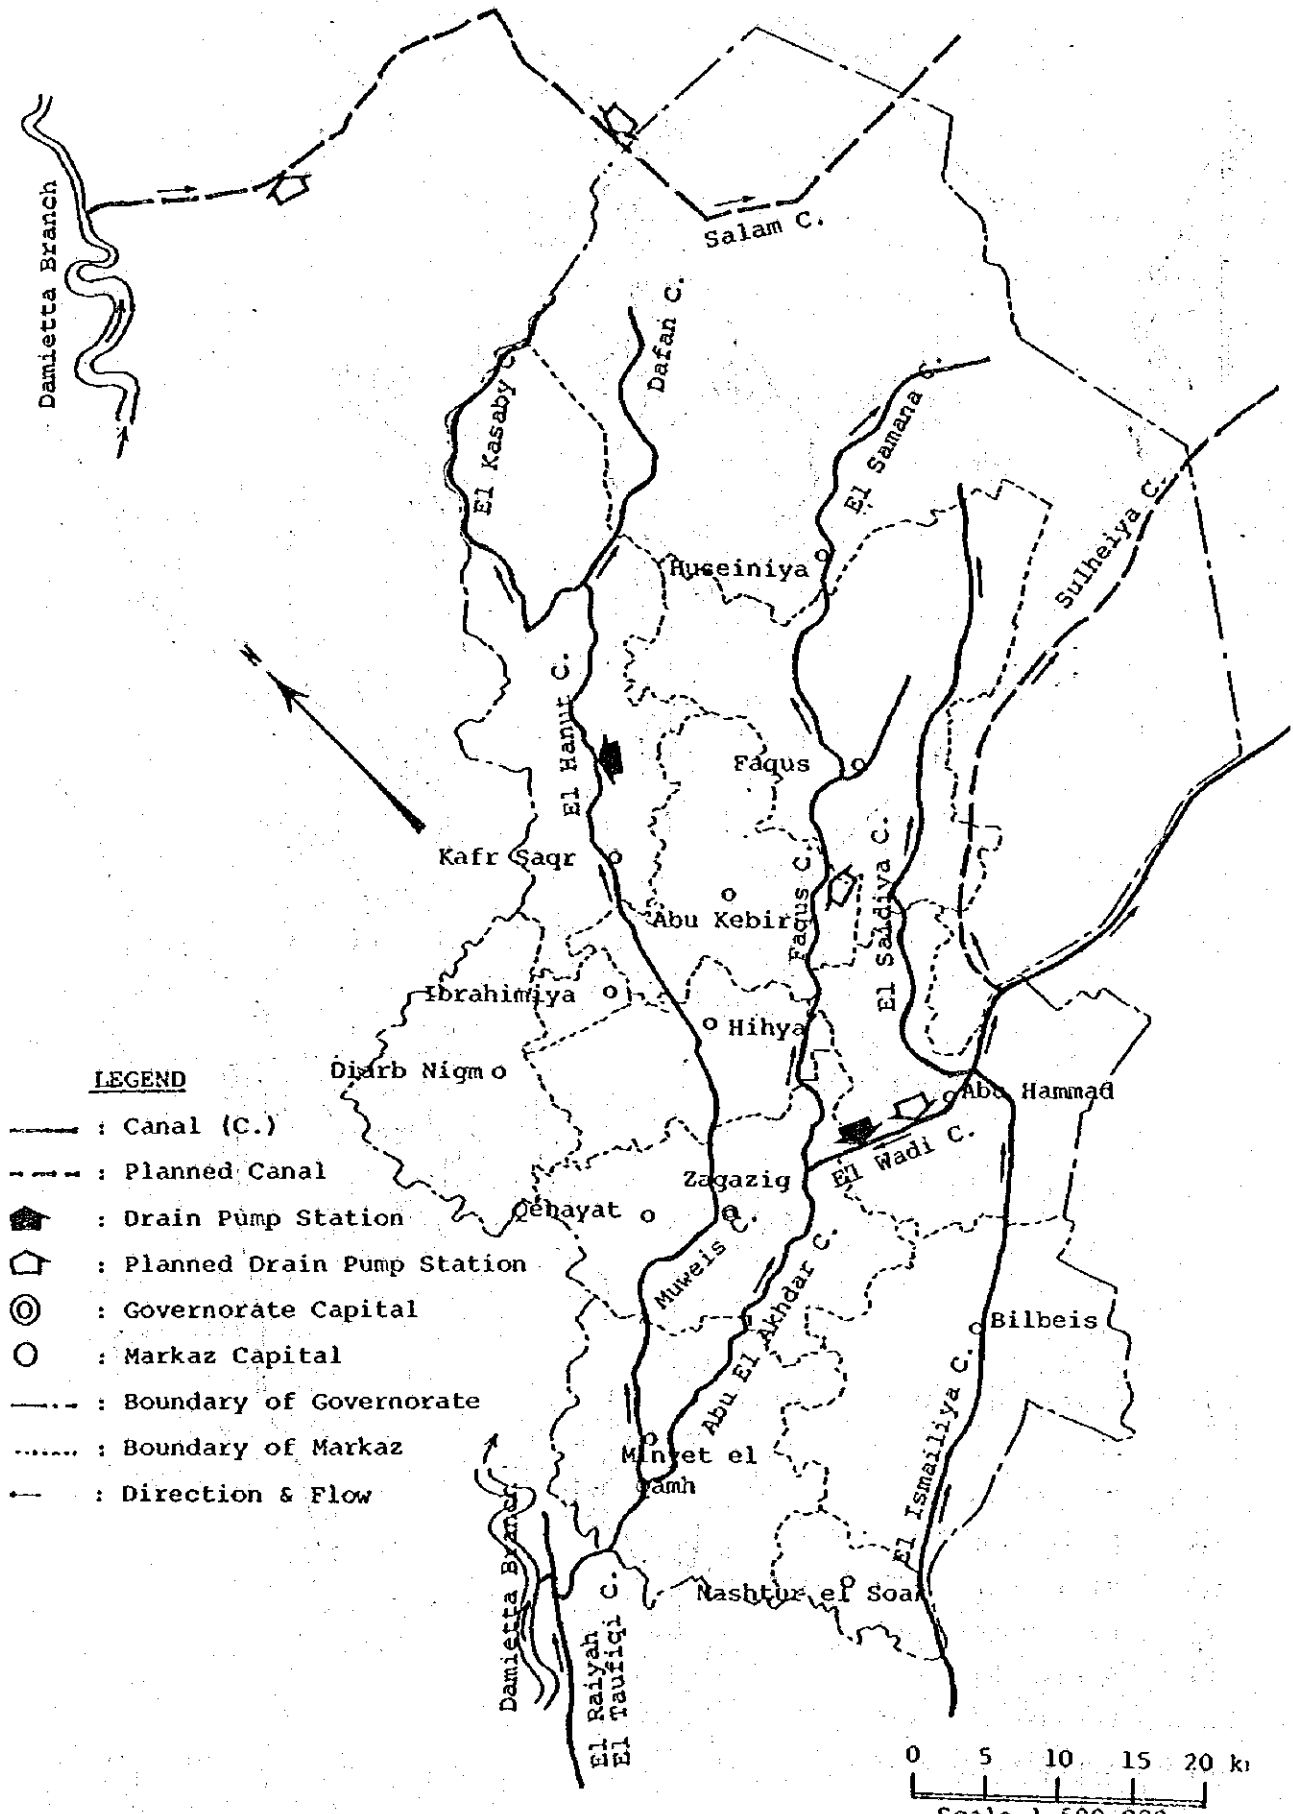 Damietta Branch
Salam C.
Dafan C.
El Kasaby C
El Samana C.
Sulheiya C.
Huseiniya
N
El Hanut C.
Faqus
Kafr Saqr
Abu Kebir
Faqus C.
El Saidiya C.
Ibrahimiya
Hihya
Diarb Nigm
Abu Hammad
El Wadi C.
Zagazig
Qenayat
Muweis C.
Abu El Akhdar C.
Bilbeis
El Ismailiya C.
Minyet el
Qamh
Nashtur el Soar
Damietta Branch
El Raiyah
El Taufiqi C.
LEGEND
: Canal (C.)
: Planned Canal
: Drain Pump Station
: Planned Drain Pump Station
: Governorate Capital
: Markaz Capital
: Boundary of Governorate
: Boundary of Markaz
: Direction & Flow
0 5 10 15 20